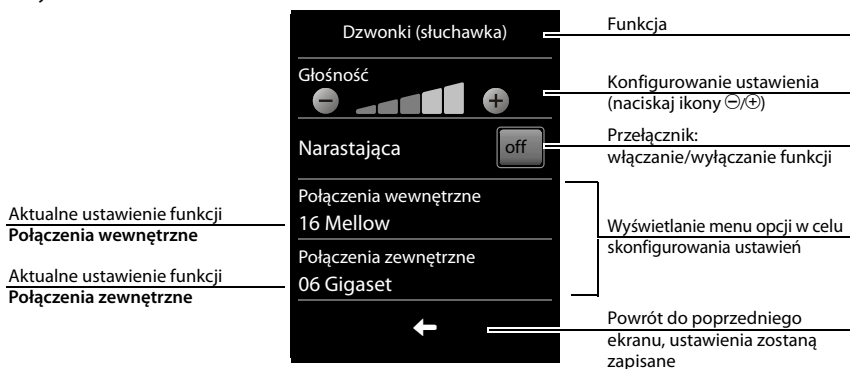 Dzwonki (słuchawka)
Głośność
Narastająca
off
Połączenia wewnętrzne
16 Mellow
Połączenia zewnętrzne
06 Gigaset
Aktualne ustawienie funkcji
Połączenia wewnętrzne
Aktualne ustawienie funkcji
Połączenia zewnętrzne
Funkcja
Konfigurowanie ustawienia
(naciskaj ikony ⊖/⊕)
Przełącznik:
włączanie/wyłączanie funkcji
Wyświetlanie menu opcji w celu
skonfigurowania ustawień
Powrót do poprzedniego
ekranu, ustawienia zostaną
zapisane